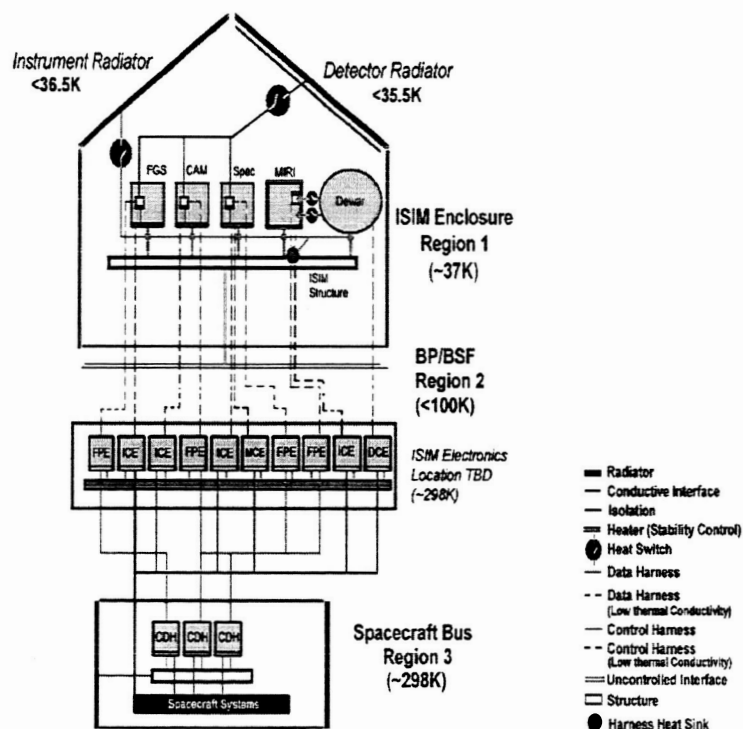 Instrument Radiator
<36.5K
Detector Radiator
<35.5K
FGS
CAM
Spec
MIRI
Dewar
ISIM Enclosure
Region 1
(~37K)
ISIM
Structure
BP/BSF
Region 2
(<100K)
FPE
ICE
ICE
FPE
ICE
MCE
FPE
FPE
ICE
DCE
ISIM Electronics
Location TBD
(~298K)
CDH
CDH
CDH
Spacecraft Systems
Spacecraft Bus
Region 3
(~298K)
Radiator
Conductive Interface
Isolation
Heater (Stability Control)
Heat Switch
Data Harness
Data Harness
(Low thermal Conductivity)
Control Harness
Control Harness
(Low thermal Conductivity)
Uncontrolled Interface
Structure
Harness Heat Sink